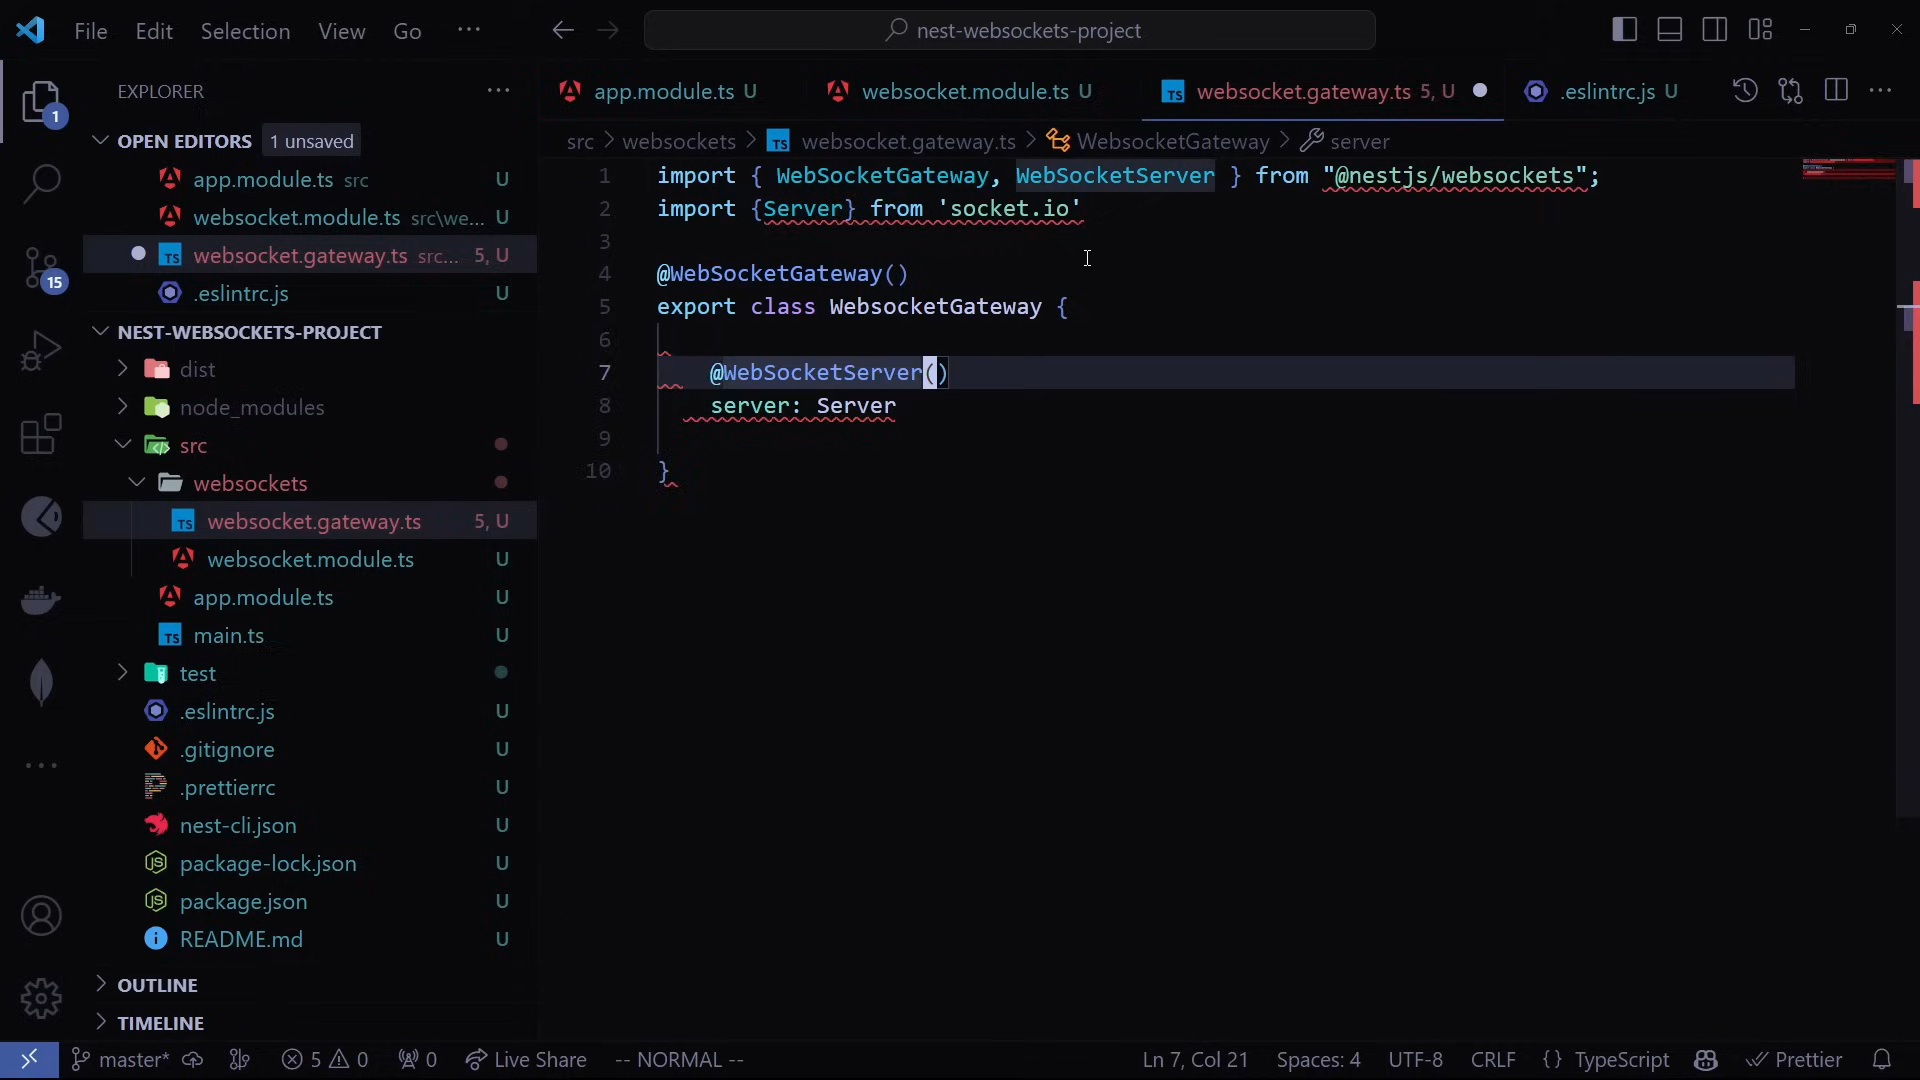 File Edit Selection View Go ...
nest-websockets-project
EXPLORER
OPEN EDITORS 1 unsaved
app.module.ts src U
websocket.module.ts src\we... U
websocket.gateway.ts src... 5, U
.eslintrc.js U
NEST-WEBSOCKETS-PROJECT
dist
node_modules
src
websockets
websocket.gateway.ts 5, U
websocket.module.ts U
app.module.ts U
main.ts U
test
.eslintrc.js U
.gitignore U
.prettierrc U
nest-cli.json U
package-lock.json U
package.json U
README.md U
OUTLINE
TIMELINE
1
15
app.module.ts U websocket.module.ts U websocket.gateway.ts 5, U .eslintrc.js U
src > websockets > websocket.gateway.ts > WebsocketGateway > server
1 import { WebSocketGateway, WebSocketServer } from "@nestjs/websockets";
2 import {Server} from 'socket.io'
3
4 @WebSocketGateway()
5 export class WebsocketGateway {
6
7 @WebSocketServer()
8 server: Server
9
10 }
master* 5 0 0 Live Share -- NORMAL -- Ln 7, Col 21 Spaces: 4 UTF-8 CRLF {} TypeScript Prettier